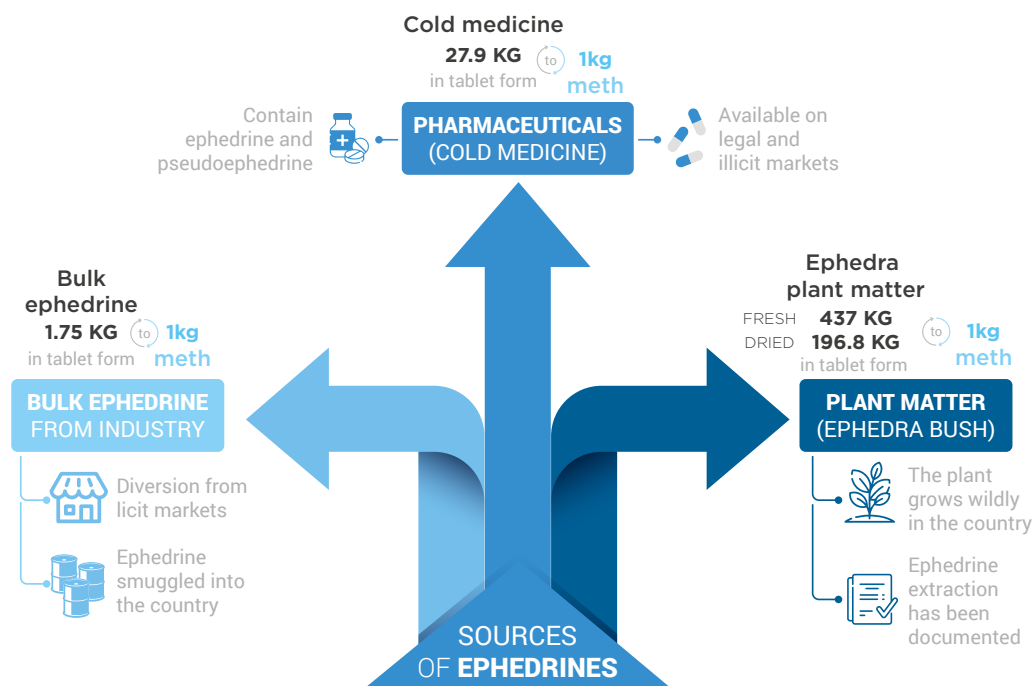 Cold medicine
27.9 KG to 1kg
in tablet form meth
Contain
ephedrine and
pseudoephedrine
PHARMACEUTICALS
(COLD MEDICINE)
Available on
legal and
illicit markets
Bulk
ephedrine
1.75 KG to 1kg
in tablet form meth
BULK EPHEDRINE
FROM INDUSTRY
Diversion from
licit markets
Ephedrine
smuggled into
the country
Ephedra
plant matter
FRESH 437 KG to 1kg
DRIED 196.8 KG meth
in tablet form
PLANT MATTER
(EPHEDRA BUSH)
The plant
grows wildly
in the country
Ephedrine
extraction
has been
documented
SOURCES
OF EPHEDRINES